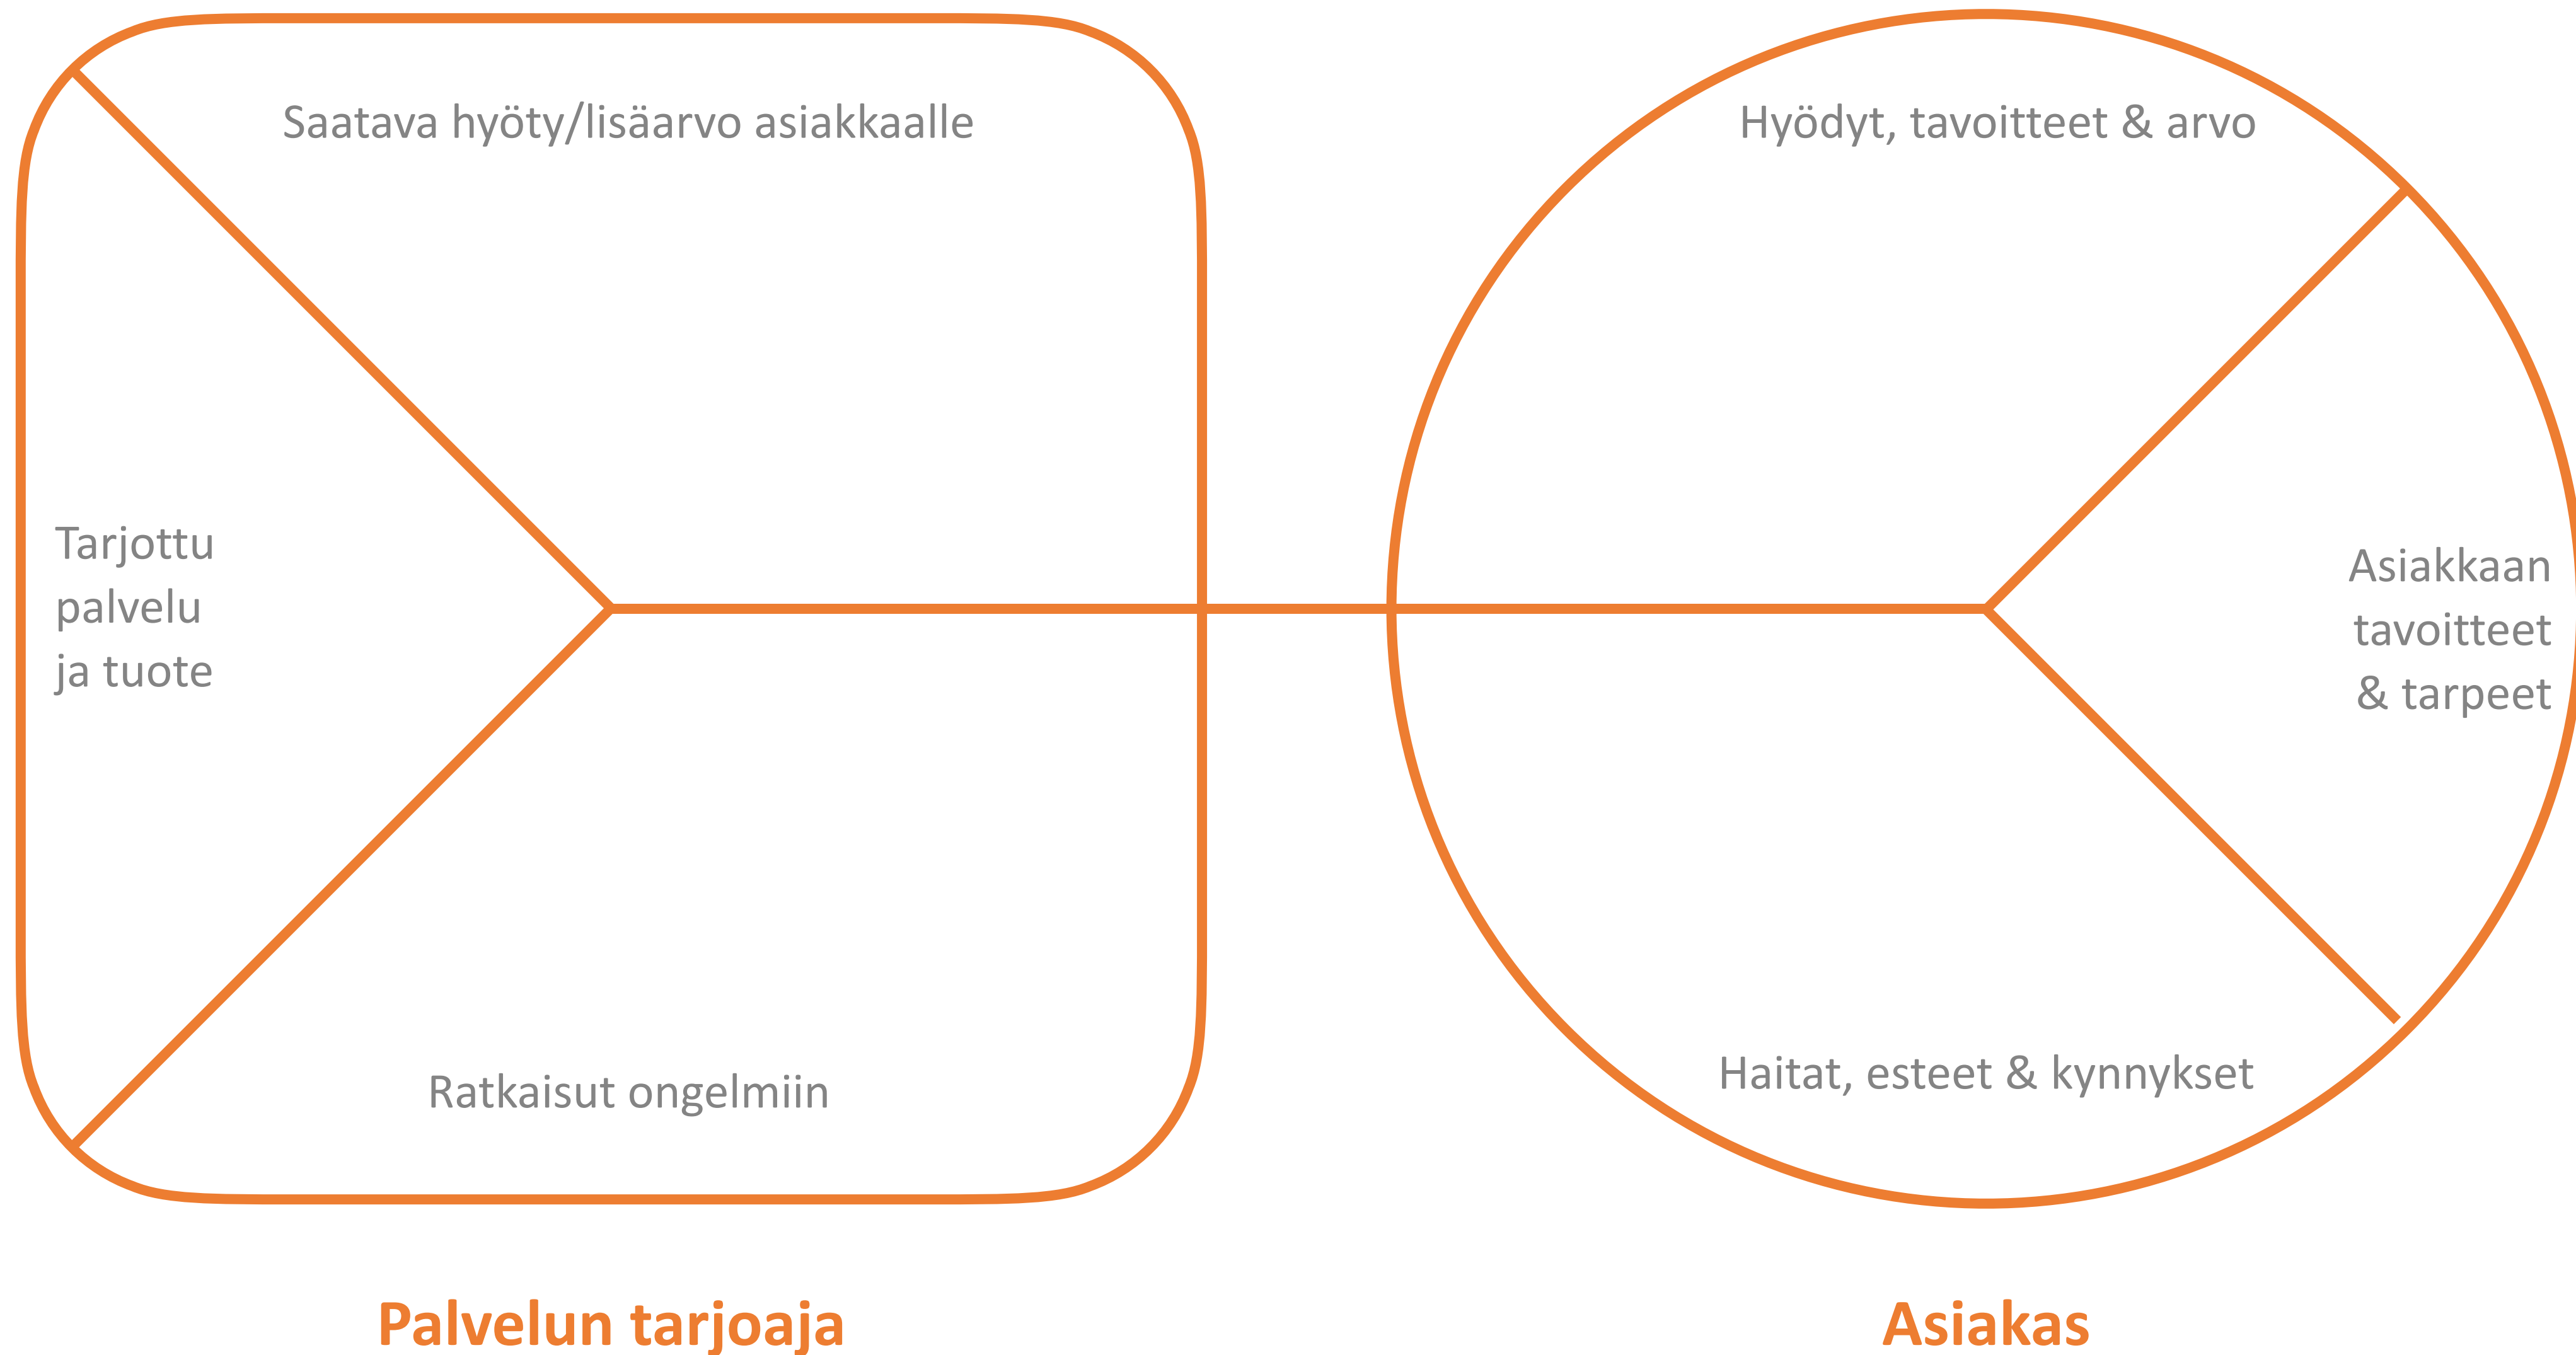 Saatava hyöty/lisäarvo asiakkaalle
Tarjottu
palvelu
ja tuote
Ratkaisut ongelmiin
Palvelun tarjoaja
Hyödyt, tavoitteet & arvo
Asiakkaan
tavoitteet
& tarpeet
Haitat, esteet & kynnykset
Asiakas